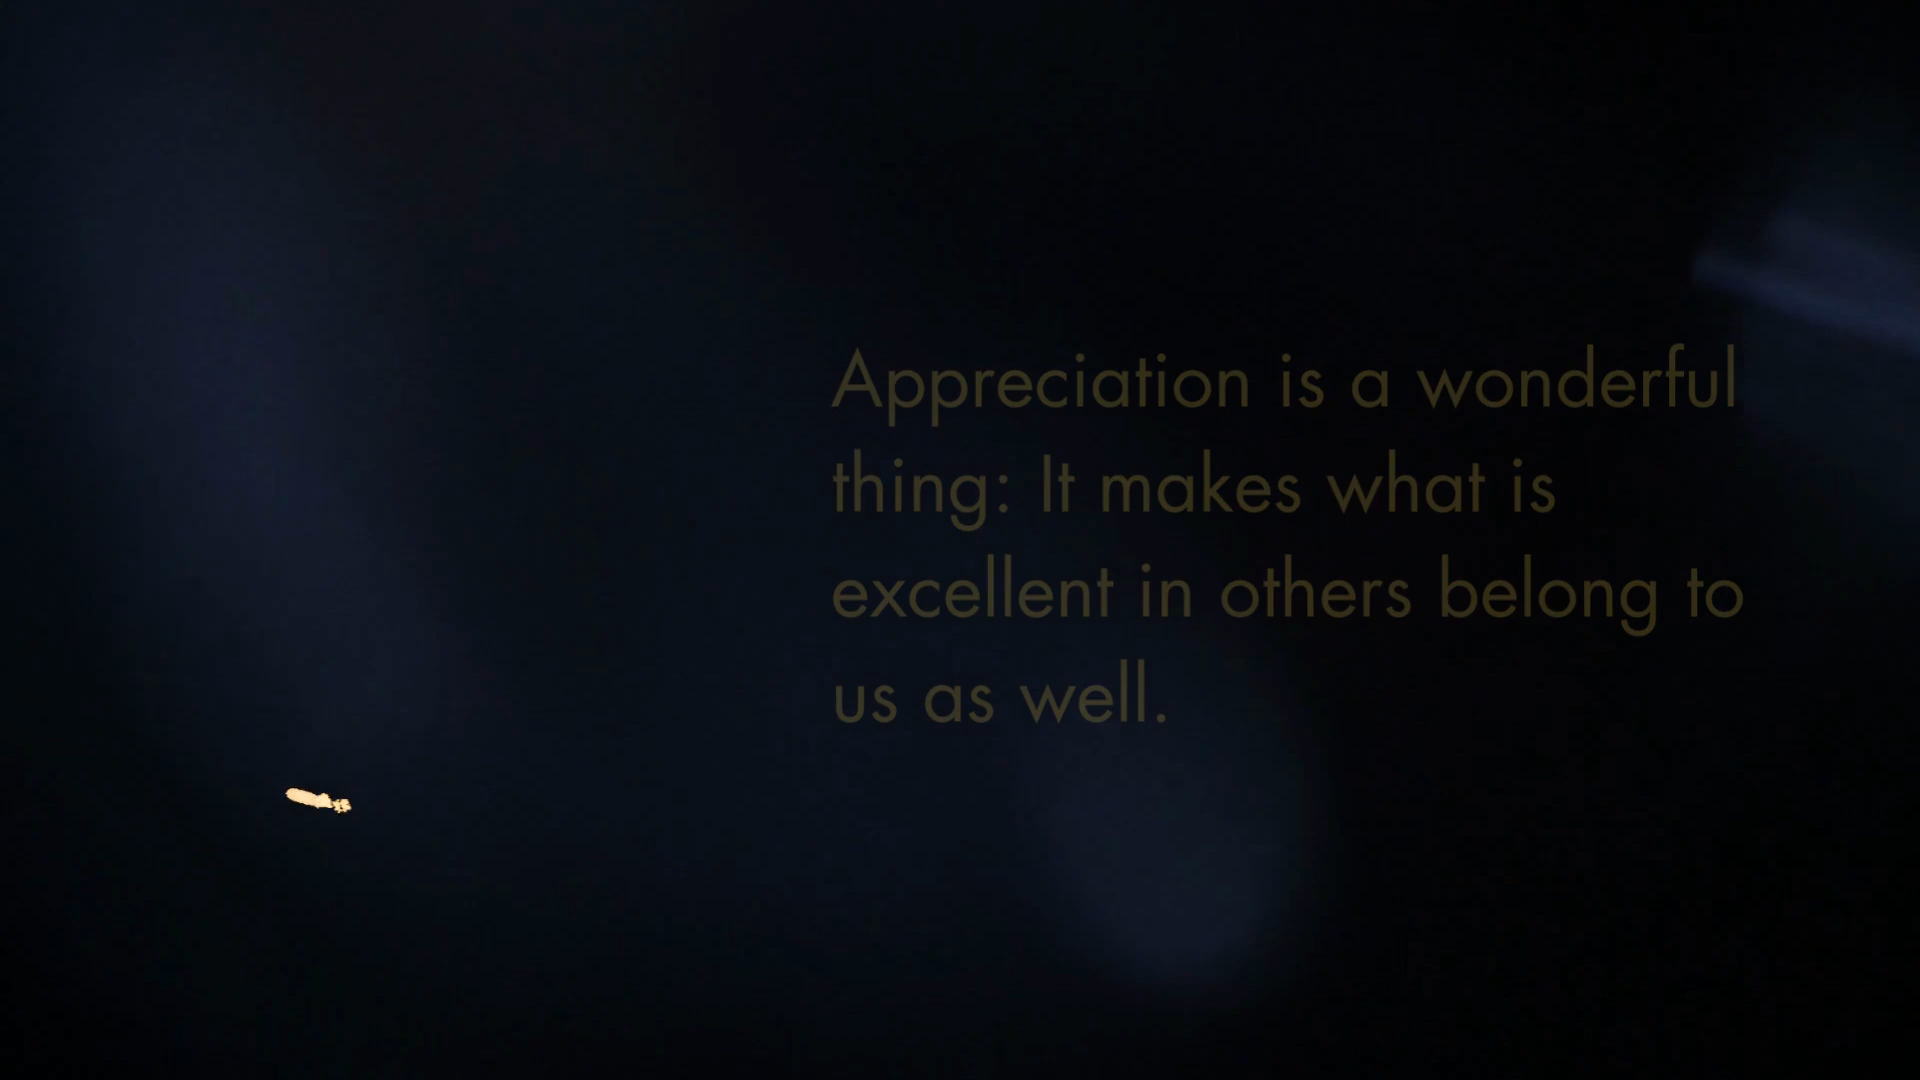 Appreciation is a wonderful
thing: It makes what is
excellent in others belong to
us as well.